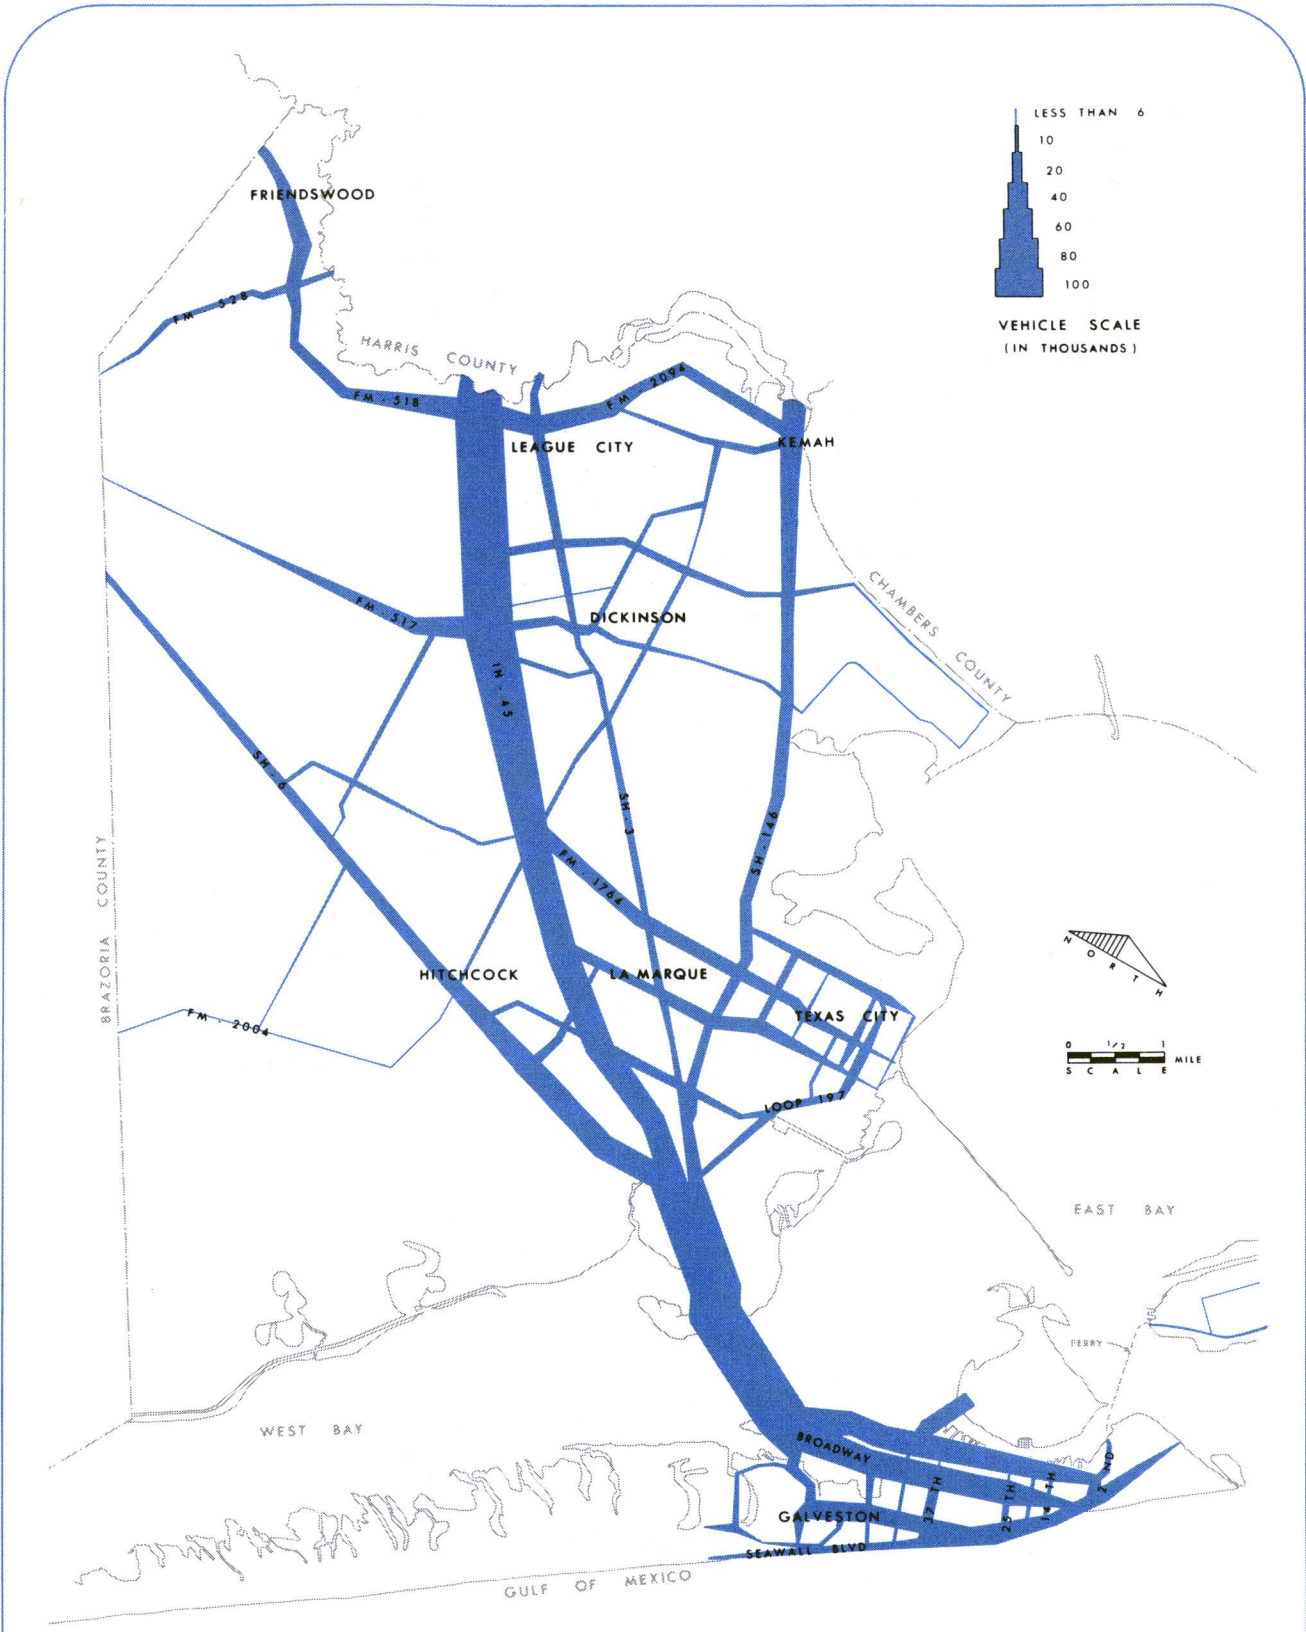 LESS THAN 6
10
20
40
60
80
100
VEHICLE SCALE
(IN THOUSANDS)
FRIENDSWOOD
FM 528
HARRIS COUNTY
FM - 518
FM - 2094
LEAGUE CITY
KEMAH
CHAMBERS COUNTY
FM - 517
DICKINSON
IH - 45
SH - 6
SH - 3
SH - 146
BRAZORIA COUNTY
FM - 1764
NORTH
HITCHCOCK
LA MARQUE
TEXAS CITY
FM - 2004
0 1/2 1
MILE
SCALE
LOOP 197
EAST BAY
FERRY
WEST BAY
BROADWAY
2 ND
37 TH
25 TH
14 TH
GALVESTON
SEAWALL BLVD
GULF OF MEXICO